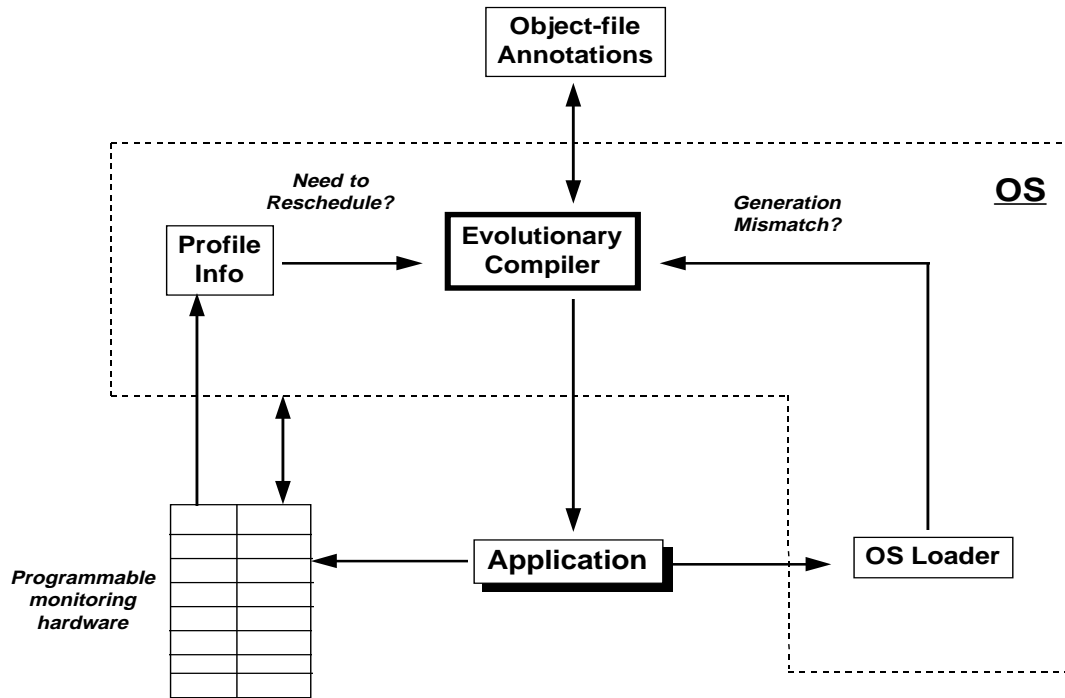 Object-file
Annotations
Need to
Reschedule?
Generation
Mismatch?
OS
Profile
Info
Evolutionary
Compiler
Application
OS Loader
Programmable
monitoring
hardware